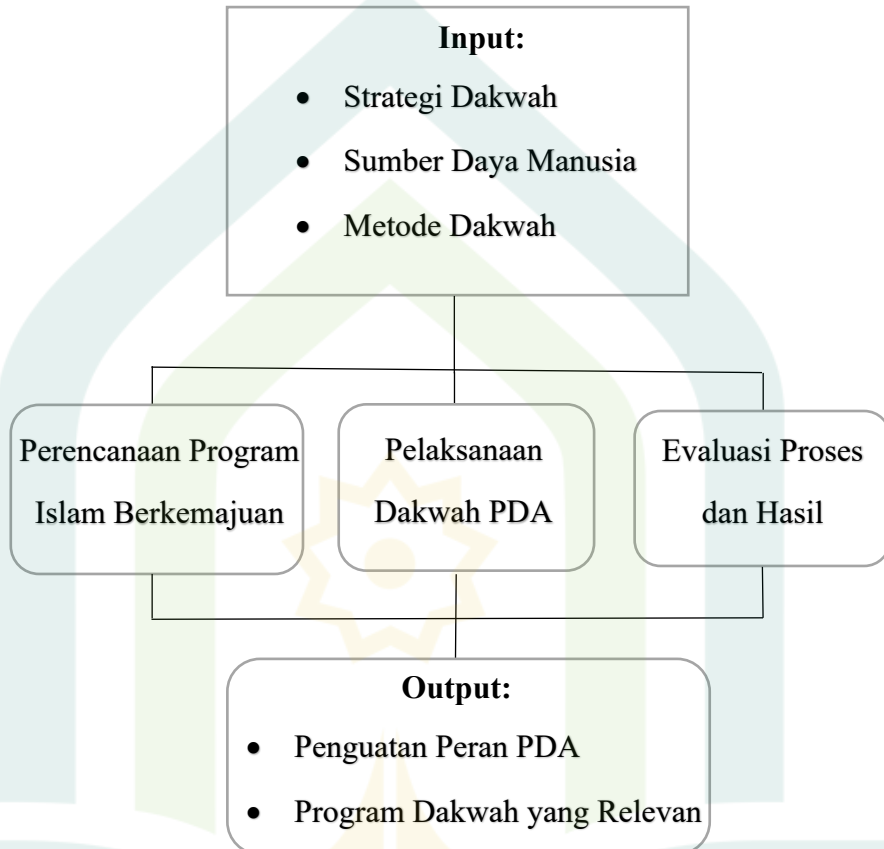 Input:
• Strategi Dakwah
• Sumber Daya Manusia
• Metode Dakwah
Perencanaan Program
Islam Berkemajuan
Pelaksanaan
Dakwah PDA
Evaluasi Proses
dan Hasil
Output:
• Penguatan Peran PDA
• Program Dakwah yang Relevan